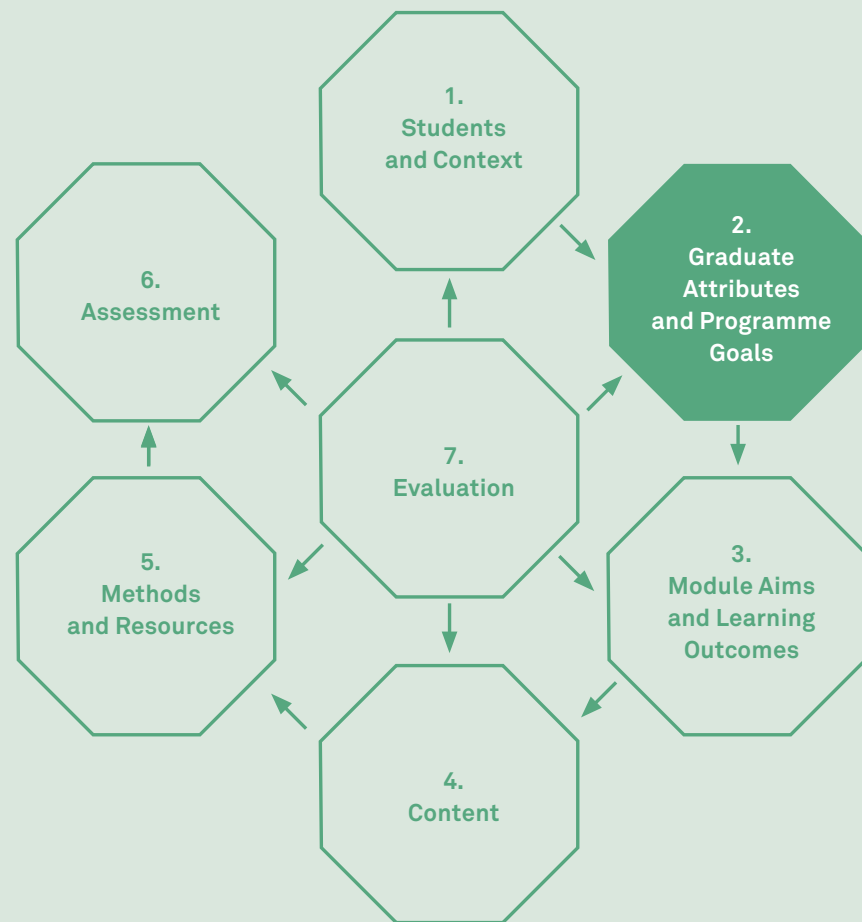 1.
Students
and Context
2.
Graduate
Attributes
and Programme
Goals
3.
Module Aims
and Learning
Outcomes
4.
Content
5.
Methods
and Resources
6.
Assessment
7.
Evaluation